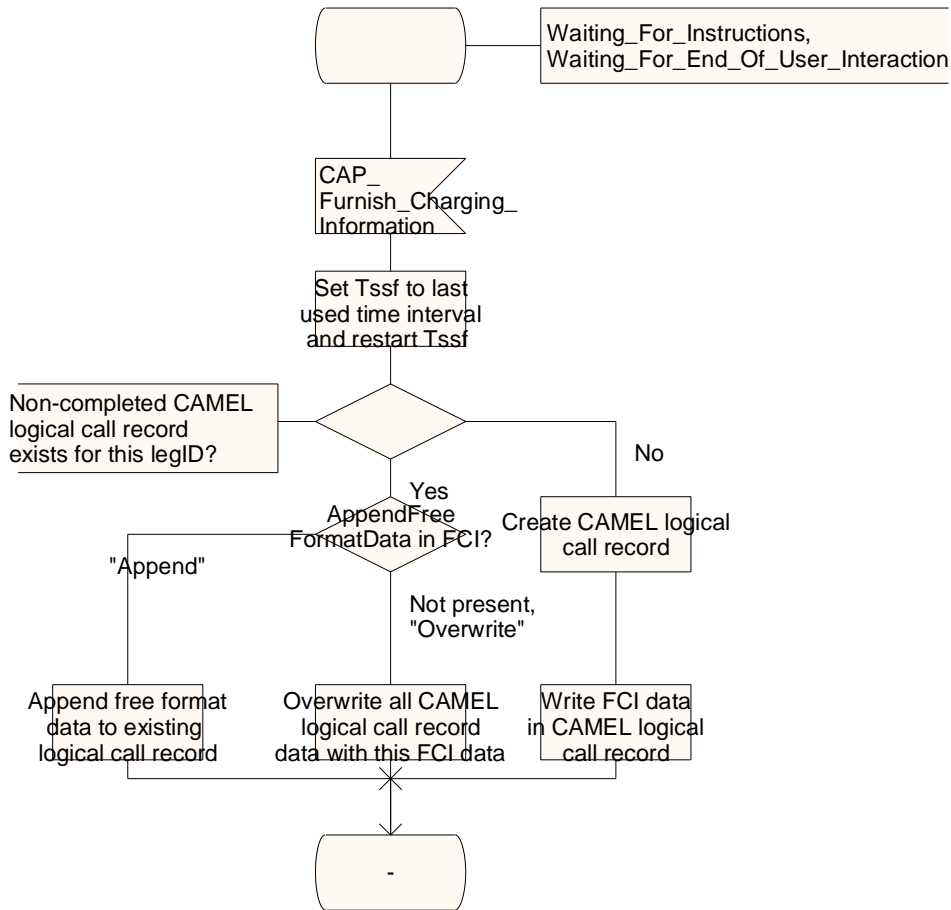 Waiting_For_Instructions,
Waiting_For_End_Of_User_Interaction
CAP_
Furnish_Charging_
Information
Set Tssf to last
used time interval
and restart Tssf
Non-completed CAMEL
logical call record
exists for this legID?
No
Yes
AppendFree
FormatData in FCI?
Create CAMEL logical
call record
"Append"
Not present,
"Overwrite"
Append free format
data to existing
logical call record
Overwrite all CAMEL
logical call record
data with this FCI data
Write FCI data
in CAMEL logical
call record
-